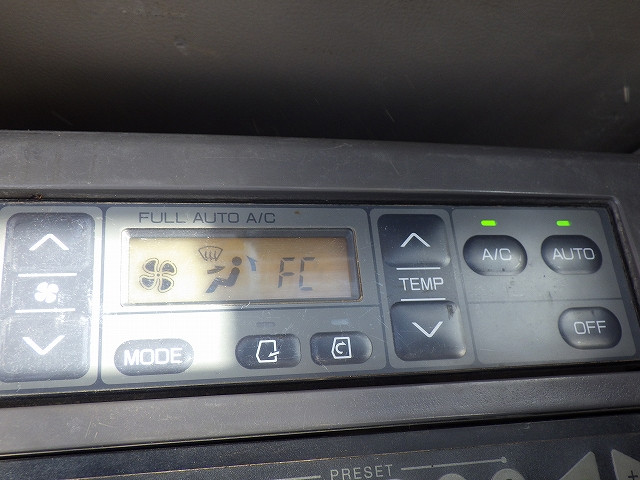 FULL AUTO A/C
FC
TEMP
A/C
AUTO
MODE
OFF
PRESET